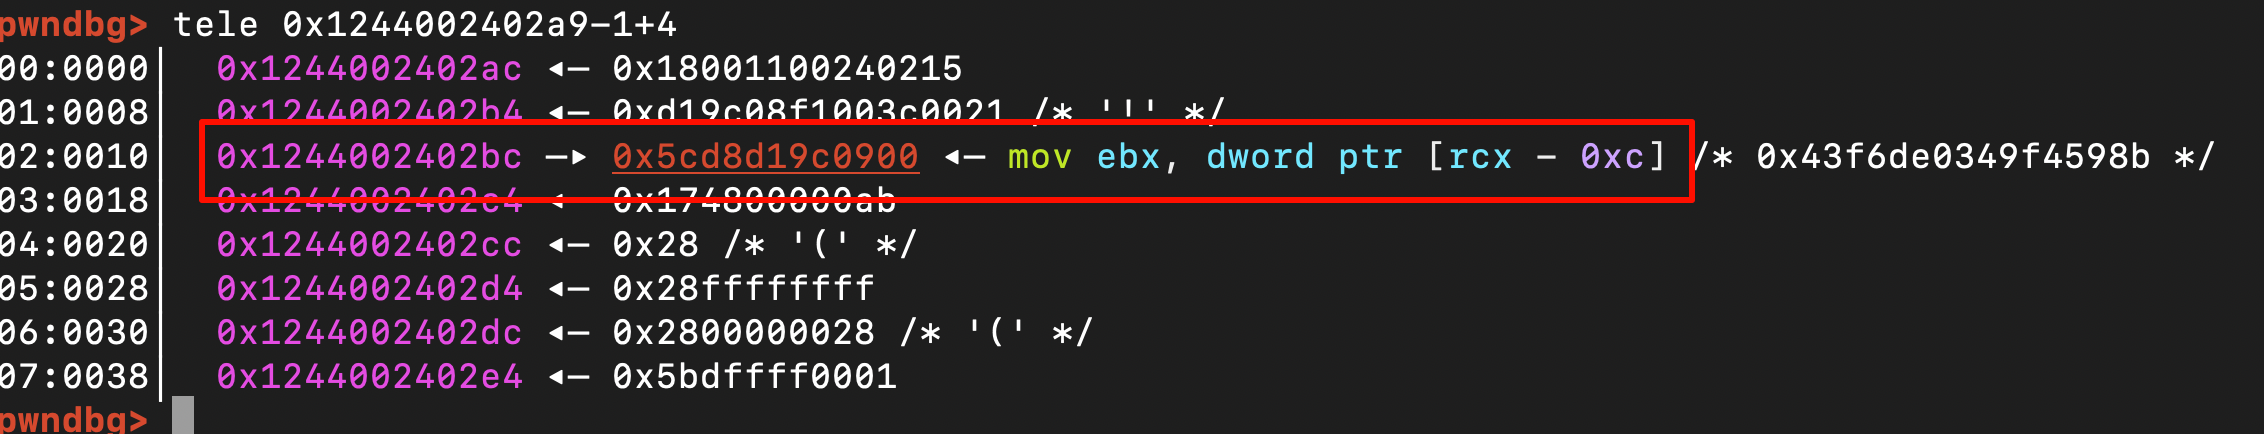 pwndbg> tele 0x1244002402a9-1+4
00:0000│ 0x1244002402ac ◂— 0x18001100240215
01:0008│ 0x1244002402b4 ◂— 0xd19c08f1003c0021 /* '!' */
02:0010│ 0x1244002402bc —▸ 0x5cd8d19c0900 ◂— mov ebx, dword ptr [rcx - 0xc] /* 0x43f6de0349f4598b */
03:0018│ 0x1244002402c4 ◂— 0x174800000ab
04:0020│ 0x1244002402cc ◂— 0x28 /* '(' */
05:0028│ 0x1244002402d4 ◂— 0x28ffffffff
06:0030│ 0x1244002402dc ◂— 0x2800000028 /* '(' */
07:0038│ 0x1244002402e4 ◂— 0x5bdffff0001
pwndbg>